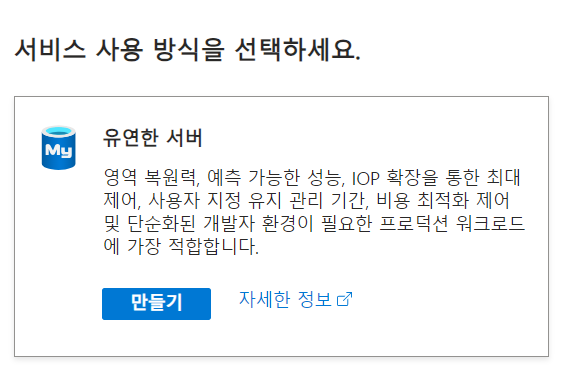 서비스 사용 방식을 선택하세요.
My
유연한 서버
영역 복원력, 예측 가능한 성능, IOP 확장을 통한 최대
제어, 사용자 지정 유지 관리 기간, 비용 최적화 제어
및 단순화된 개발자 환경이 필요한 프로덕션 워크로드
에 가장 적합합니다.
만들기
자세한 정보